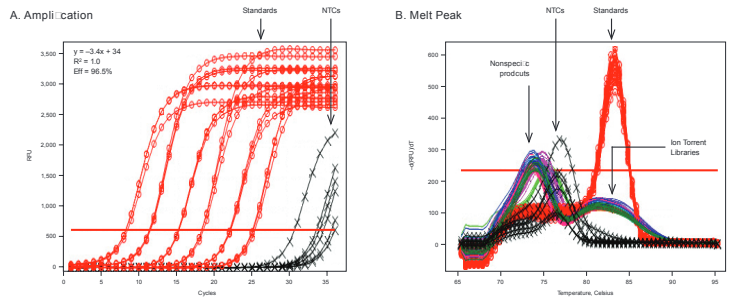 A. Ampli□cation
Standards
NTCs
y = –3.4x + 34
R² = 1.0
Eff = 96.5%
3,500
3,000
2,500
2,000
1,500
1,000
500
0
RFU
0 5 10 15 20 25 30 35
Cycles
B. Melt Peak
NTCs
Standards
Nonspeci□c
prodcuts
Ion Torrent
Libraries
600
500
400
300
200
100
0
-d(RFU)/dT
65 70 75 80 85 90 95
Temperature, Celsius